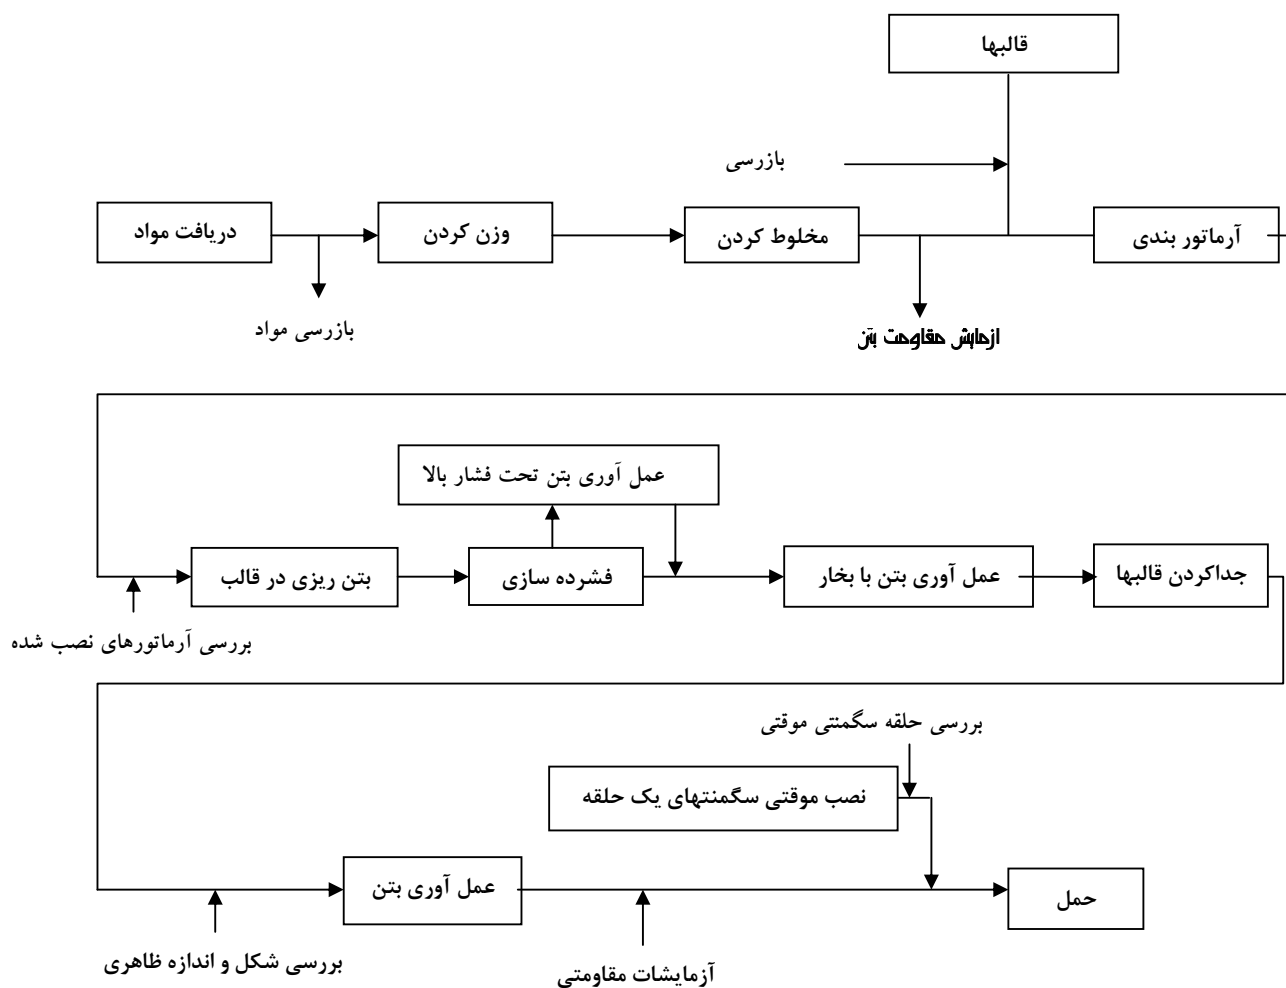 قالبها
بازرسی
دریافت مواد
وزن کردن
مخلوط کردن
آرماتور بندی
بازرسی مواد
ازمایش مقاومت بتن
عمل آوری بتن تحت فشار بالا
بتن ریزی در قالب
فشرده سازی
عمل آوری بتن با بخار
جداکردن قالبها
بررسی آرماتورهای نصب شده
بررسی حلقه سگمنتی موقتی
نصب موقتی سگمنتهای یک حلقه
عمل آوری بتن
حمل
بررسی شکل و اندازه ظاهری
آزمایشات مقاومتی